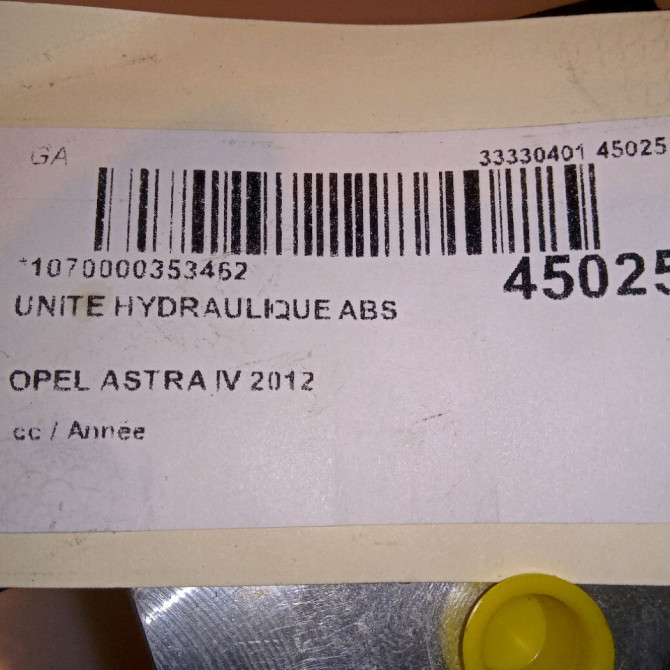 GA
33330401 45025
*1070000353462
45025
UNITE HYDRAULIQUE ABS
OPEL ASTRA IV 2012
cc / Année